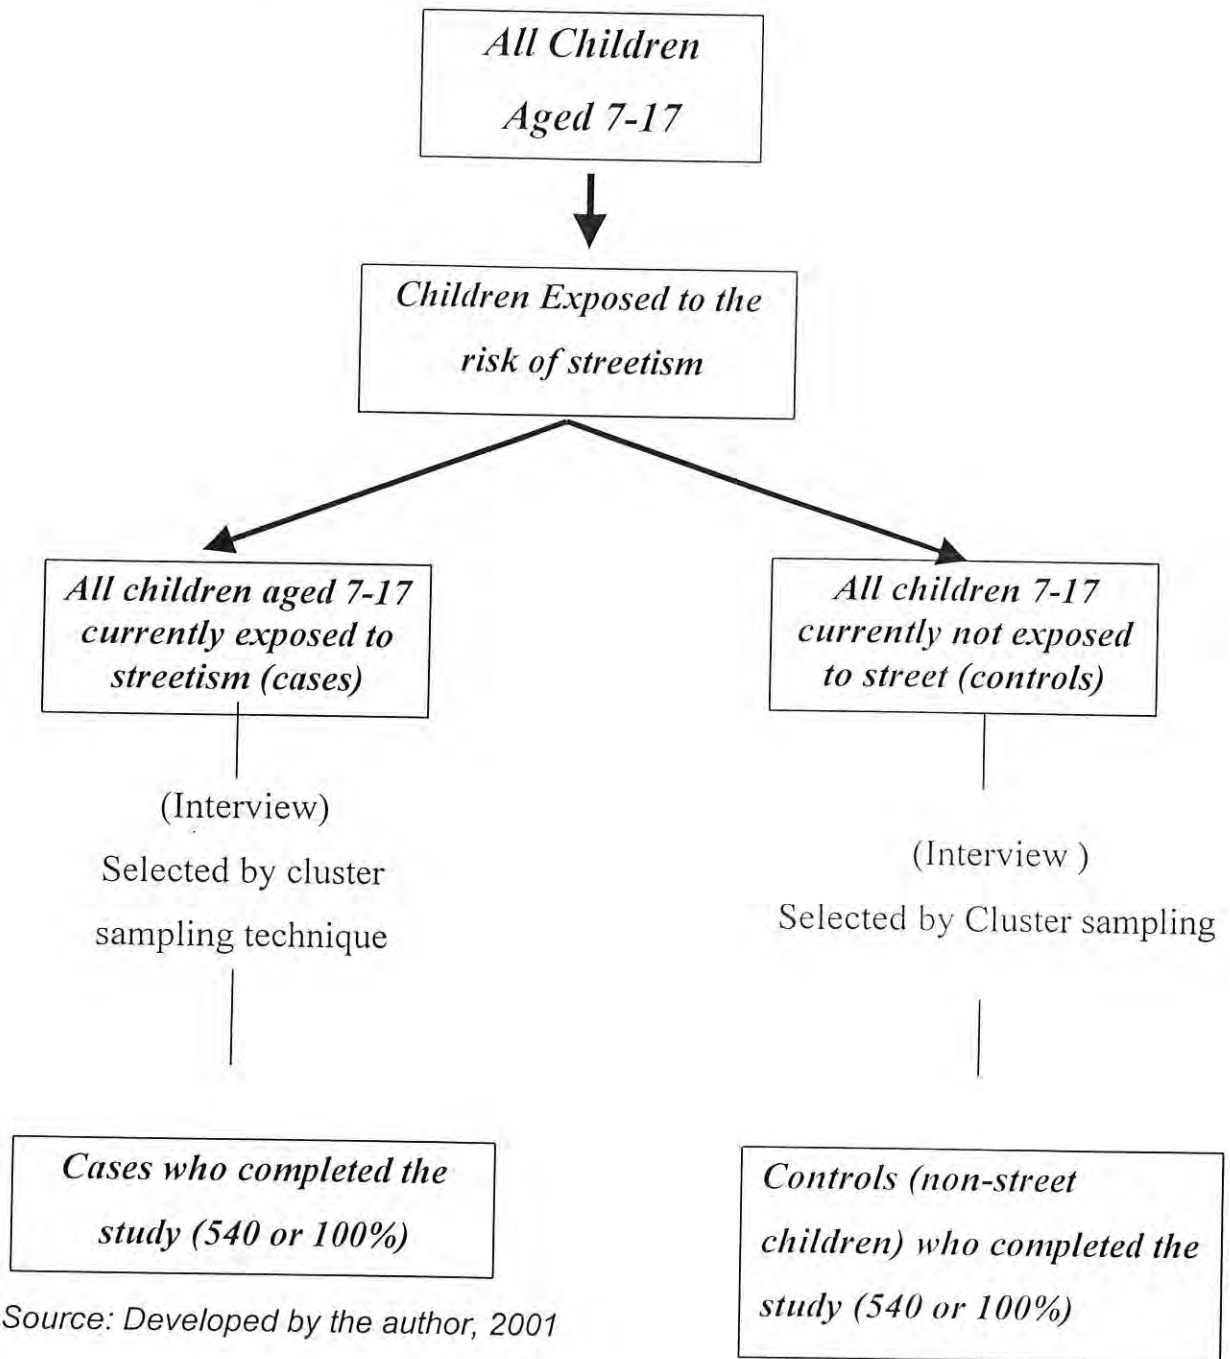 All Children
Aged 7-17
Children Exposed to the
risk of streetism
All children aged 7-17
currently exposed to
streetism (cases)
All children 7-17
currently not exposed
to street (controls)
(Interview)
Selected by cluster
sampling technique
(Interview )
Selected by Cluster sampling
Cases who completed the
study (540 or 100%)
Controls (non-street
children) who completed the
study (540 or 100%)
Source: Developed by the author, 2001